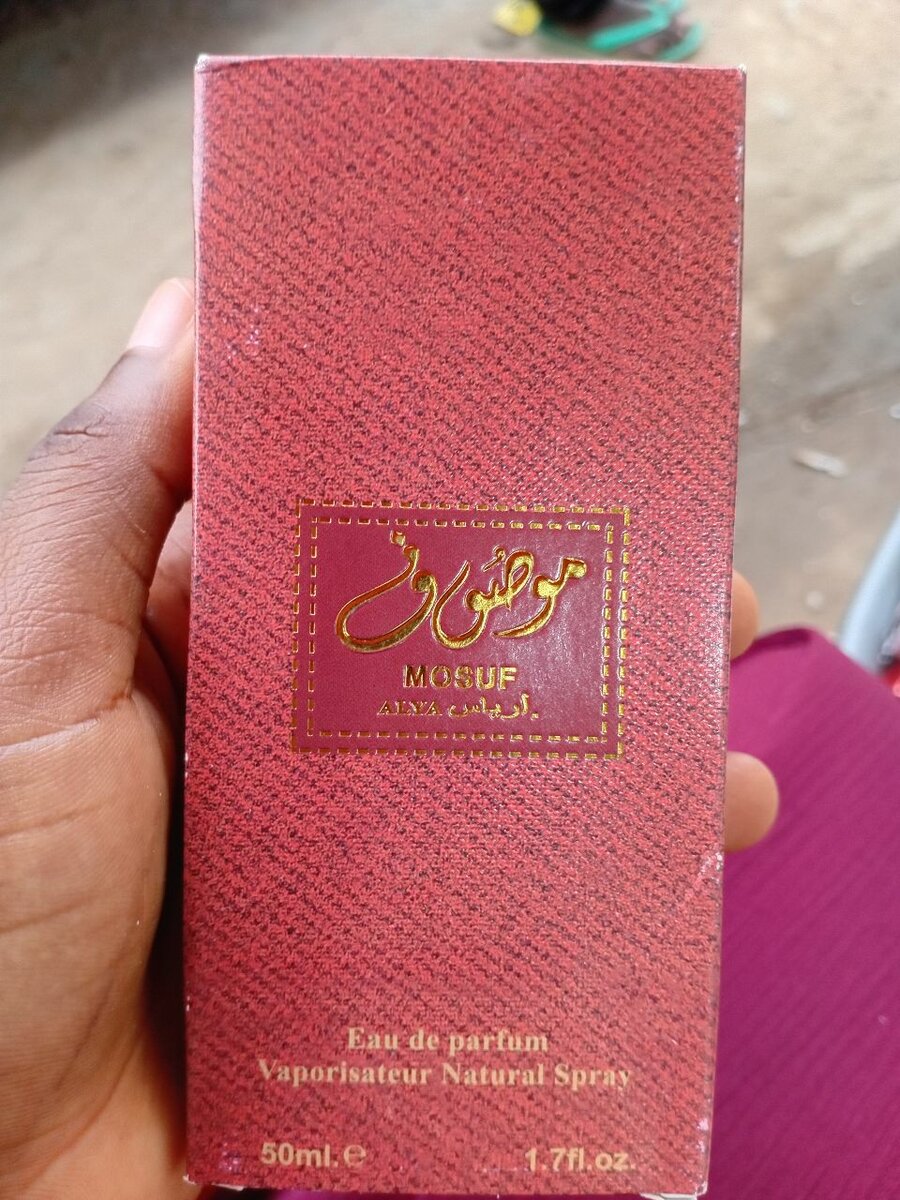 موصوف
MOSUF
ALYA أرياس
Eau de parfum
Vaporisateur Natural Spray
50ml. ℮ 1.7fl.oz.